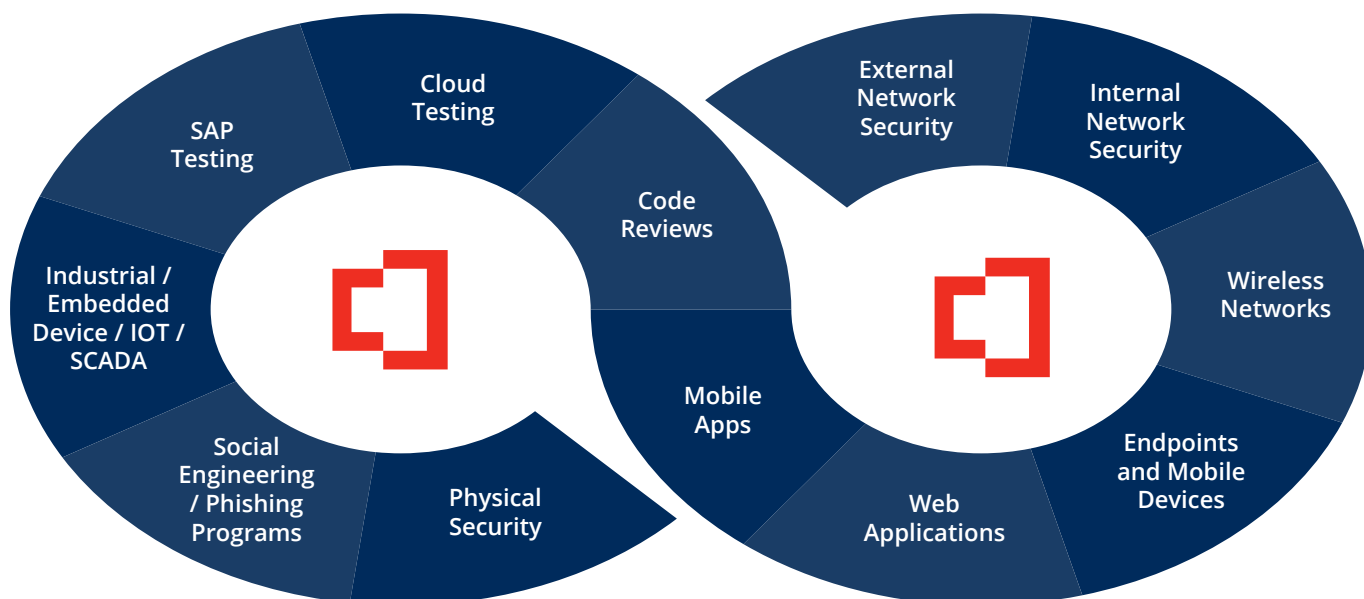 Cloud
Testing
SAP
Testing
Code
Reviews
Industrial /
Embedded
Device / IOT /
SCADA
Social
Engineering
/ Phishing
Programs
Physical
Security
External
Network
Security
Internal
Network
Security
Wireless
Networks
Endpoints
and Mobile
Devices
Web
Applications
Mobile
Apps